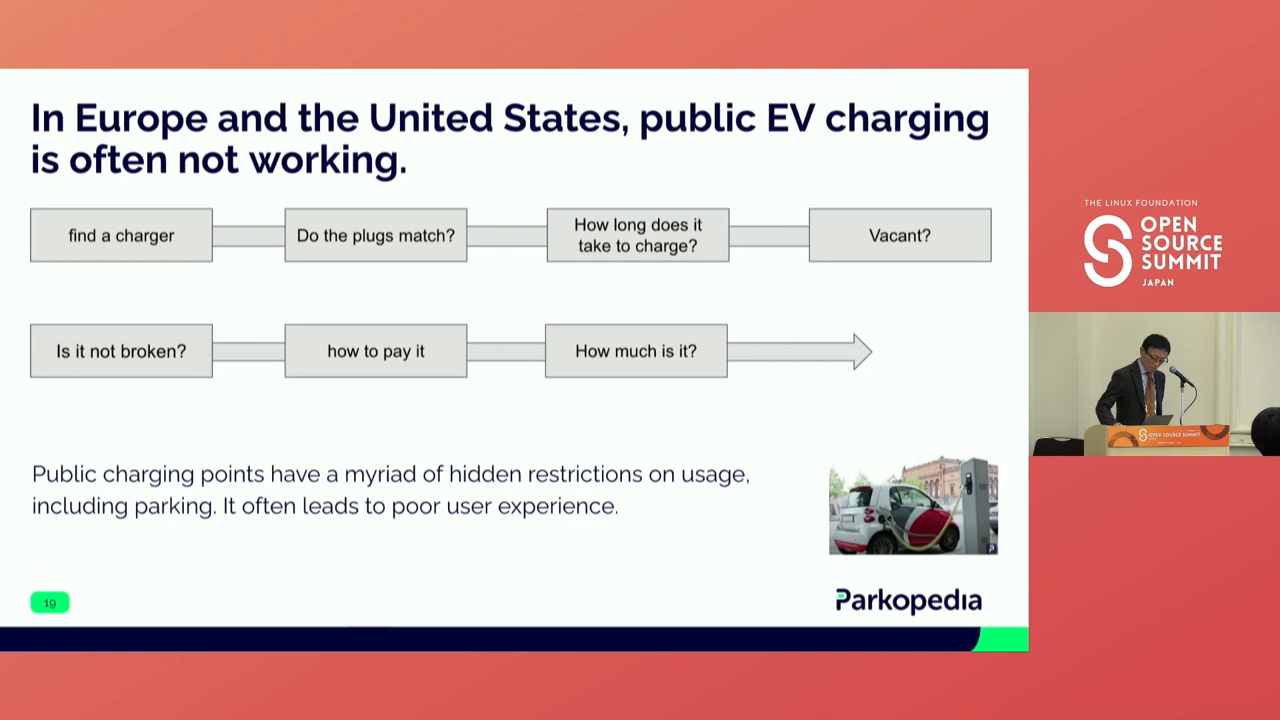 In Europe and the United States, public EV charging
is often not working.
find a charger
Do the plugs match?
How long does it
take to charge?
Vacant?
Is it not broken?
how to pay it
How much is it?
Public charging points have a myriad of hidden restrictions on usage,
including parking. It often leads to poor user experience.
19
Parkopedia
THE LINUX FOUNDATION
OPEN
SOURCE
SUMMIT
JAPAN
OPEN SOURCE SUMMIT